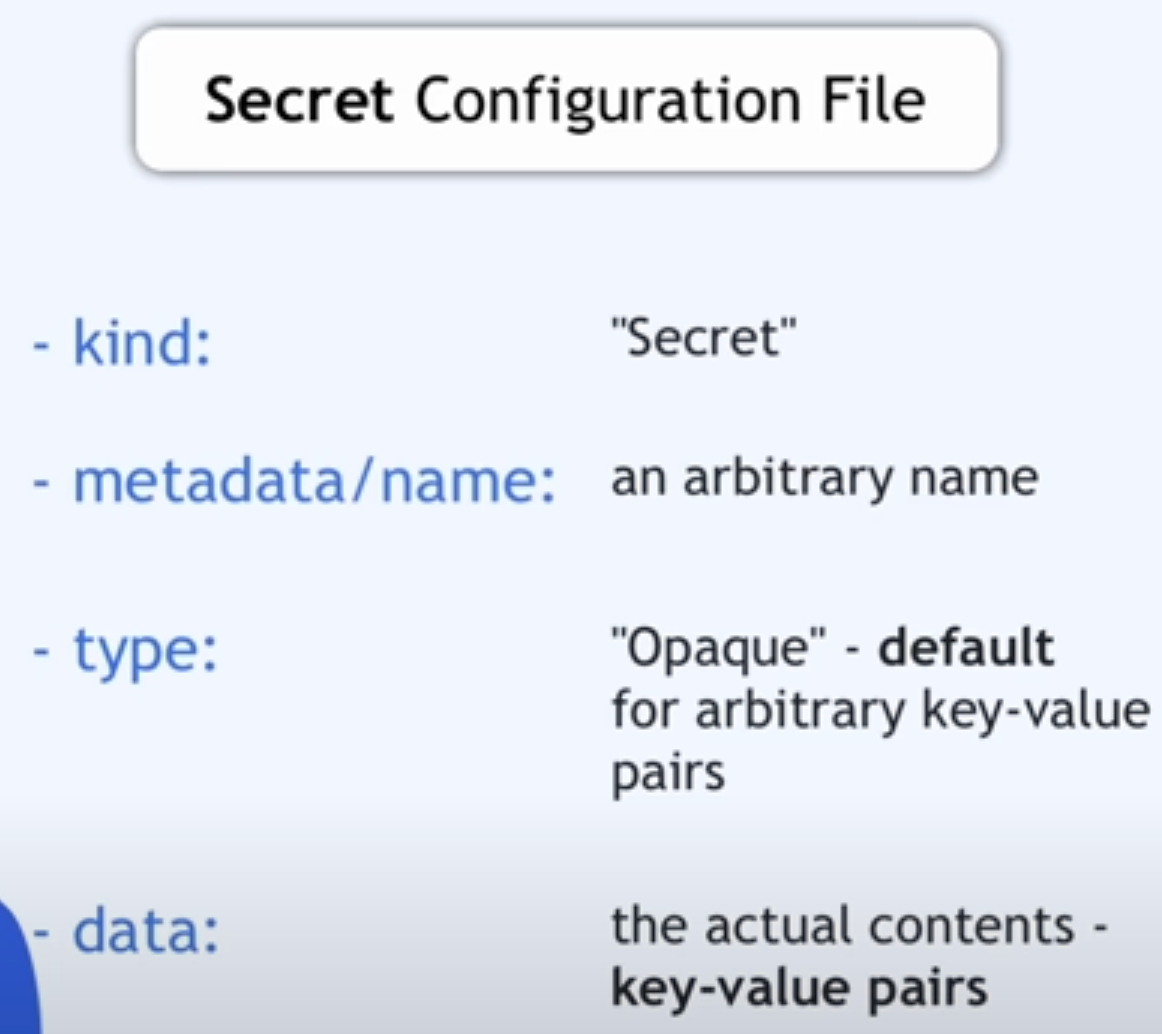 Secret Configuration File
- kind: "Secret"
- metadata/name: an arbitrary name
- type: "Opaque" - default
for arbitrary key-value
pairs
- data: the actual contents -
key-value pairs